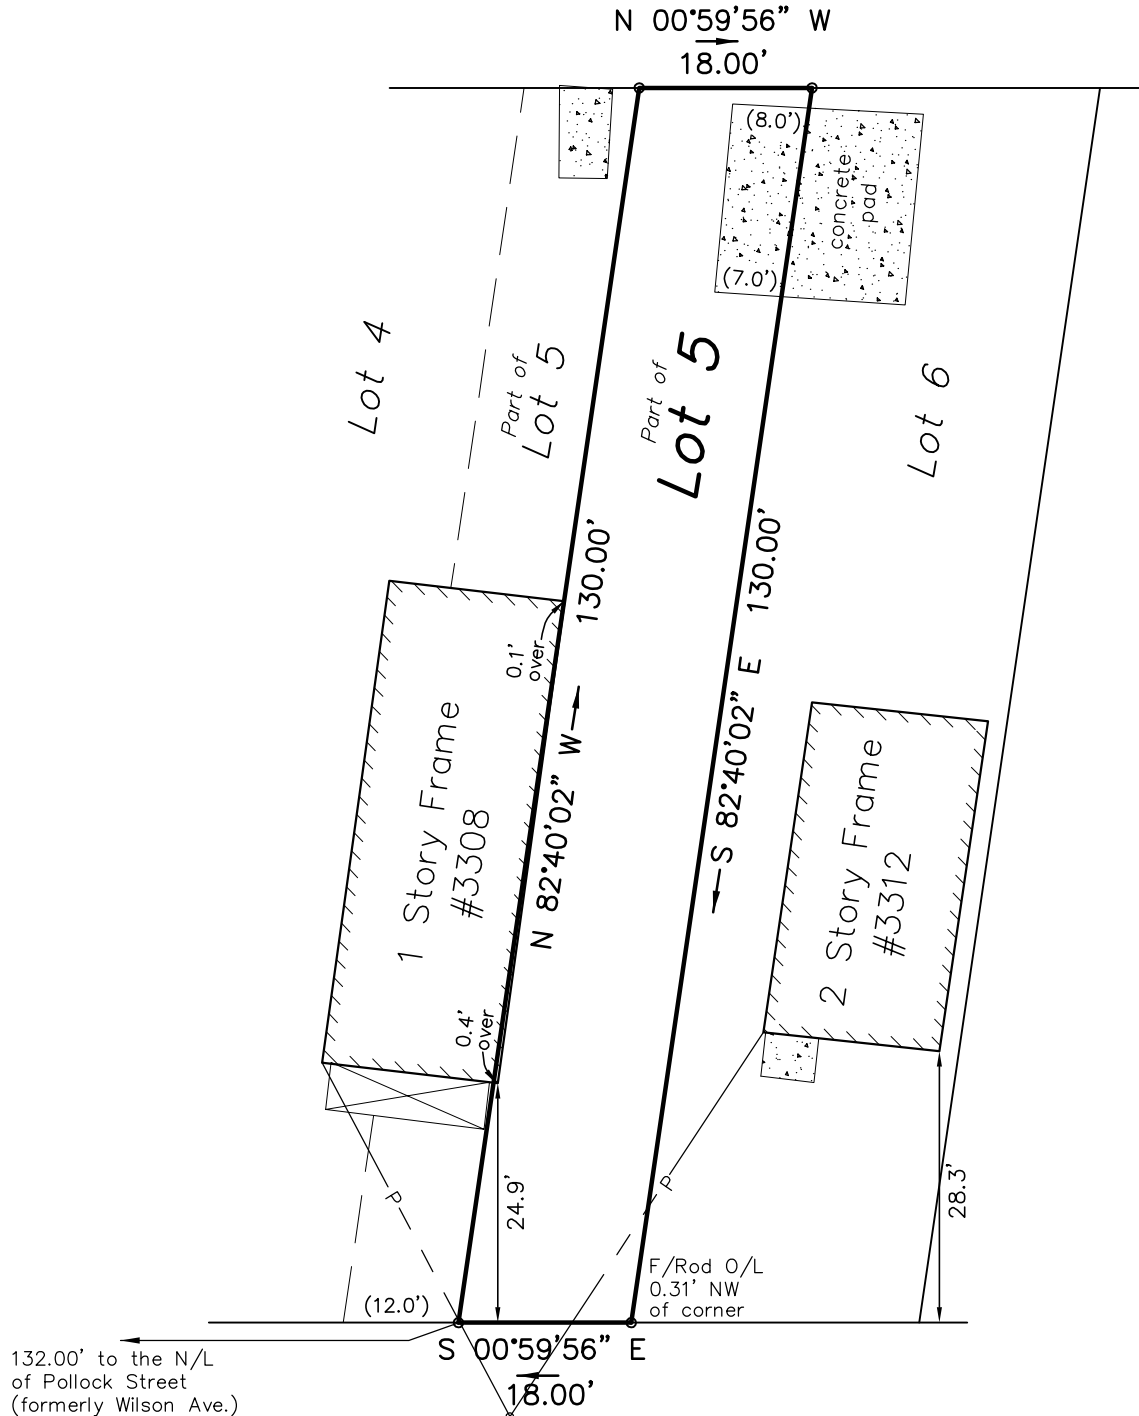 N 00°59'56" W
18.00'
(8.0')
concrete
pad
(7.0')
Lot 4
Part of
Lot 5
Part of
Lot 5
Lot 6
130.00'
130.00'
0.1'
over
N 82°40'02" W
S 82°40'02" E
1 Story Frame
#3308
2 Story Frame
#3312
0.4'
over
P
P
24.9'
28.3'
F/Rod O/L
0.31' NW
of corner
(12.0')
S 00°59'56" E
18.00'
132.00' to the N/L
of Pollock Street
(formerly Wilson Ave.)